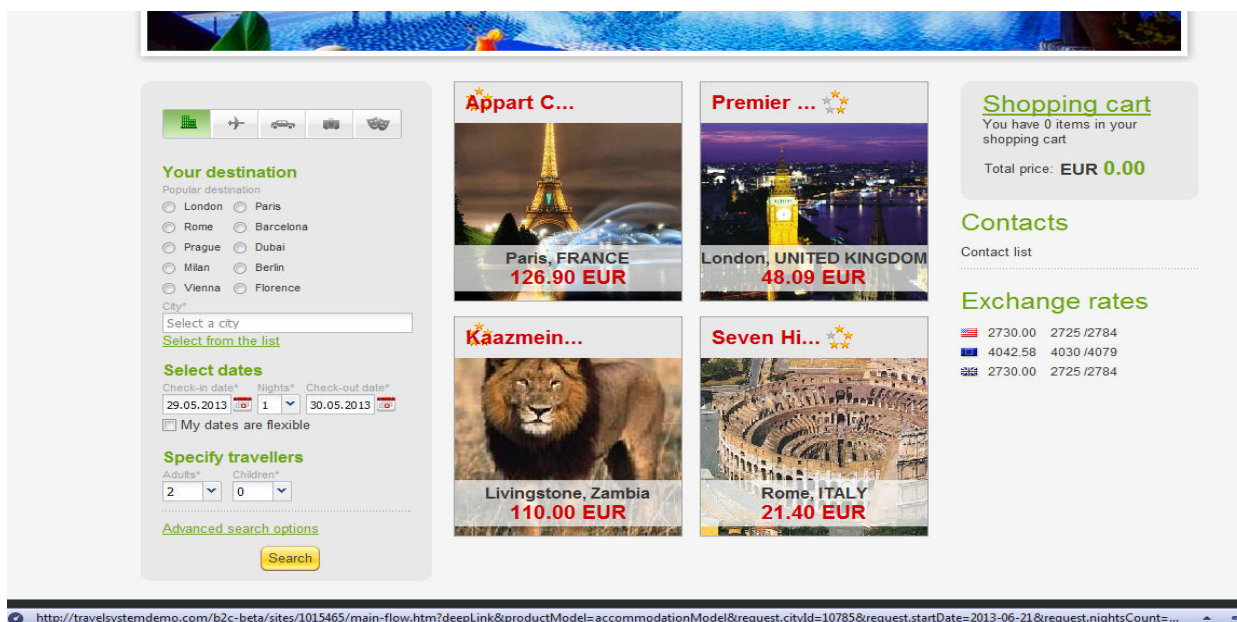 Your destination
Popular destination
London Paris
Rome Barcelona
Prague Dubai
Milan Berlin
Vienna Florence
City*
Select a city
Select from the list
Select dates
Check-in date* Nights* Check-out date*
29.05.2013 1 30.05.2013
My dates are flexible
Specify travellers
Adults* Children*
2 0
Advanced search options
Search
Appart C...
Paris, FRANCE
126.90 EUR
Premier ...
London, UNITED KINGDOM
48.09 EUR
Kaazmein...
Livingstone, Zambia
110.00 EUR
Seven Hi...
Rome, ITALY
21.40 EUR
Shopping cart
You have 0 items in your
shopping cart
Total price: EUR 0.00
Contacts
Contact list
Exchange rates
2730.00 2725 /2784
4042.58 4030 /4079
2730.00 2725 /2784
http://travelsystemdemo.com/b2c-beta/sites/1015465/main-flow.htm?deepLink&productModel=accommodationModel&request.cityId=10785&request.startDate=2013-06-21&request.nightsCount=...